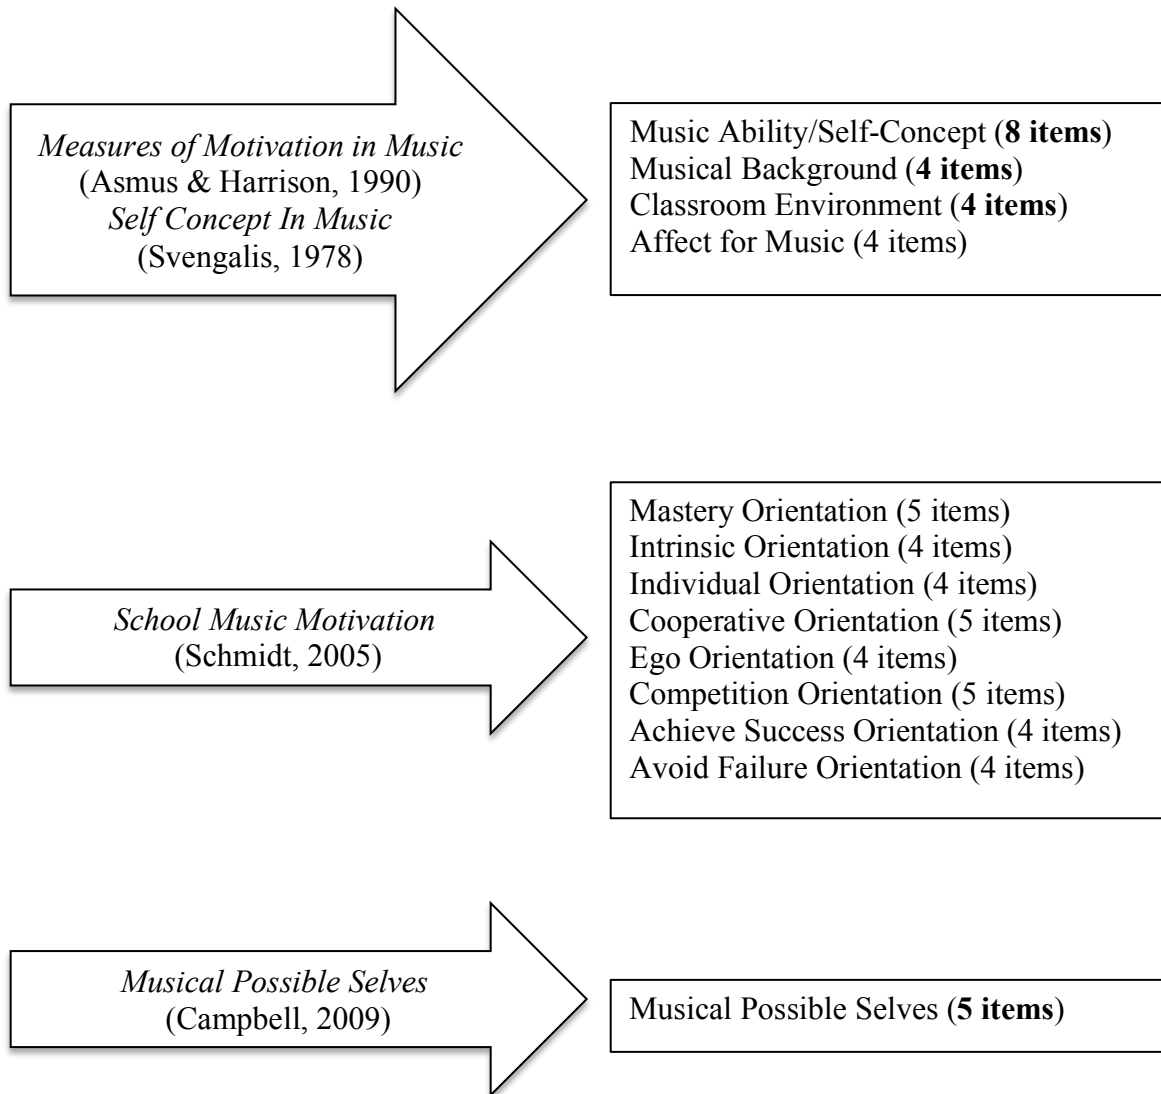 Measures of Motivation in Music
(Asmus & Harrison, 1990)
Self Concept In Music
(Svengalis, 1978)
Music Ability/Self-Concept (8 items)
Musical Background (4 items)
Classroom Environment (4 items)
Affect for Music (4 items)
School Music Motivation
(Schmidt, 2005)
Mastery Orientation (5 items)
Intrinsic Orientation (4 items)
Individual Orientation (4 items)
Cooperative Orientation (5 items)
Ego Orientation (4 items)
Competition Orientation (5 items)
Achieve Success Orientation (4 items)
Avoid Failure Orientation (4 items)
Musical Possible Selves
(Campbell, 2009)
Musical Possible Selves (5 items)